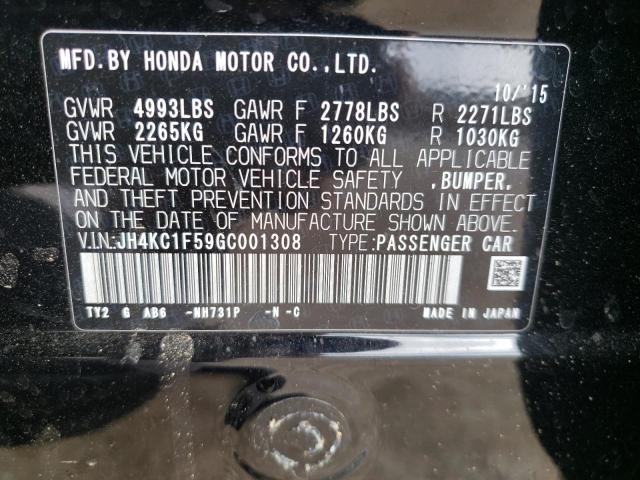 MFD.BY HONDA MOTOR CO.,LTD.
10/'15
GVWR 4993LBS GAWR F 2778LBS R 2271LBS
GVWR 2265KG GAWR F 1260KG R 1030KG
THIS VEHICLE CONFORMS TO ALL APPLICABLE
FEDERAL MOTOR VEHICLE SAFETY ,BUMPER,
AND THEFT PREVENTION STANDARDS IN EFFECT
ON THE DATE OF MANUFACTURE SHOWN ABOVE.
V.I.N:JH4KC1F59GC001308 TYPE:PASSENGER CAR
TY2 G AB6 -NH731P -N-C MADE IN JAPAN